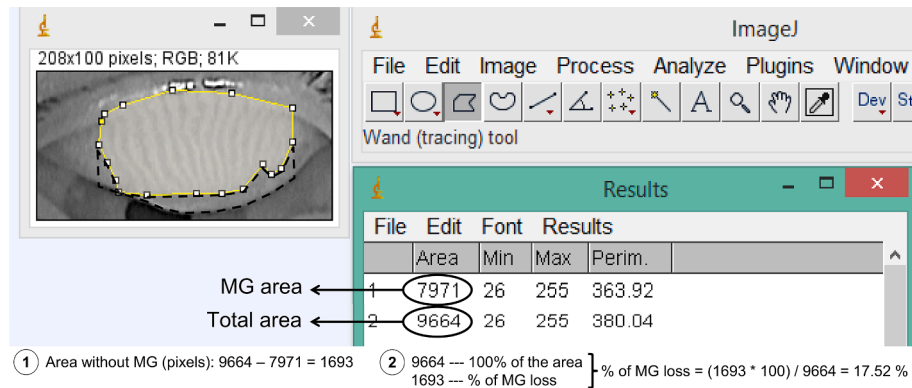 208x100 pixels; RGB; 81K
ImageJ
File Edit Image Process Analyze Plugins Window
Dev St
Wand (tracing) tool
Results
File Edit Font Results
Area Min Max Perim.
MG area 1 7971 26 255 363.92
Total area 2 9664 26 255 380.04
1 Area without MG (pixels): 9664 – 7971 = 1693
2 9664 --- 100% of the area
1693 --- % of MG loss
% of MG loss = (1693 * 100) / 9664 = 17.52 %